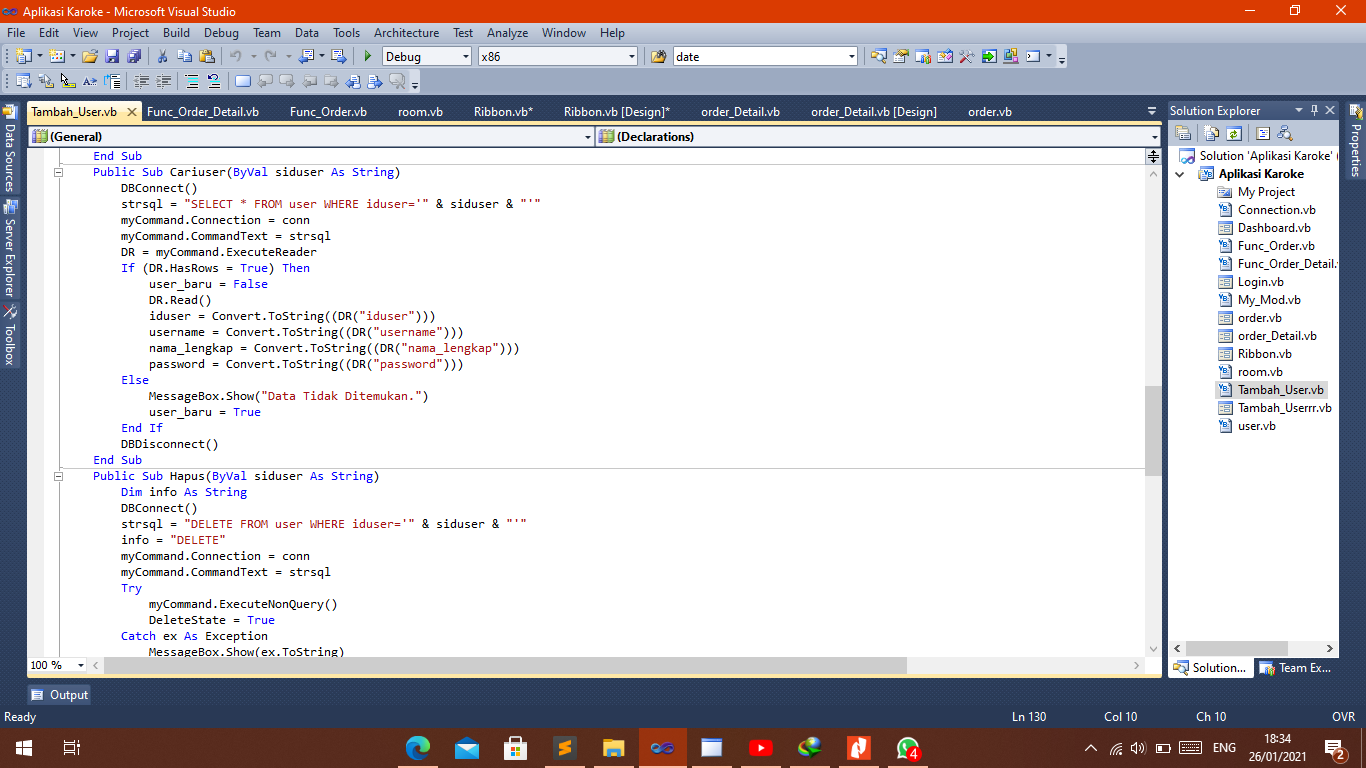 Aplikasi Karoke - Microsoft Visual Studio
File Edit View Project Build Debug Team Data Tools Architecture Test Analyze Window Help
Debug x86 date
Tambah_User.vb Func_Order_Detail.vb Func_Order.vb room.vb Ribbon.vb* Ribbon.vb [Design]* order_Detail.vb order_Detail.vb [Design] order.vb
(General) (Declarations)
Data Sources
Server Explorer
Toolbox
End Sub
Public Sub Cariuser(ByVal siduser As String)
DBConnect()
strsql = "SELECT * FROM user WHERE iduser='" & siduser & "'"
myCommand.Connection = conn
myCommand.CommandText = strsql
DR = myCommand.ExecuteReader
If (DR.HasRows = True) Then
user_baru = False
DR.Read()
iduser = Convert.ToString((DR("iduser")))
username = Convert.ToString((DR("username")))
nama_lengkap = Convert.ToString((DR("nama_lengkap")))
password = Convert.ToString((DR("password")))
Else
MessageBox.Show("Data Tidak Ditemukan.")
user_baru = True
End If
DBDisconnect()
End Sub
Public Sub Hapus(ByVal siduser As String)
Dim info As String
DBConnect()
strsql = "DELETE FROM user WHERE iduser='" & siduser & "'"
info = "DELETE"
myCommand.Connection = conn
myCommand.CommandText = strsql
Try
myCommand.ExecuteNonQuery()
DeleteState = True
Catch ex As Exception
MessageBox.Show(ex.ToString)
100 %
Solution Explorer
Solution 'Aplikasi Karoke' (
Aplikasi Karoke
My Project
Connection.vb
Dashboard.vb
Func_Order.vb
Func_Order_Detail.
Login.vb
My_Mod.vb
order.vb
order_Detail.vb
Ribbon.vb
room.vb
Tambah_User.vb
Tambah_Userrr.vb
user.vb
Solution... Team Ex...
Properties
Output
Ready Ln 130 Col 10 Ch 10 OVR
4
ENG
18:34
26/01/2021
2